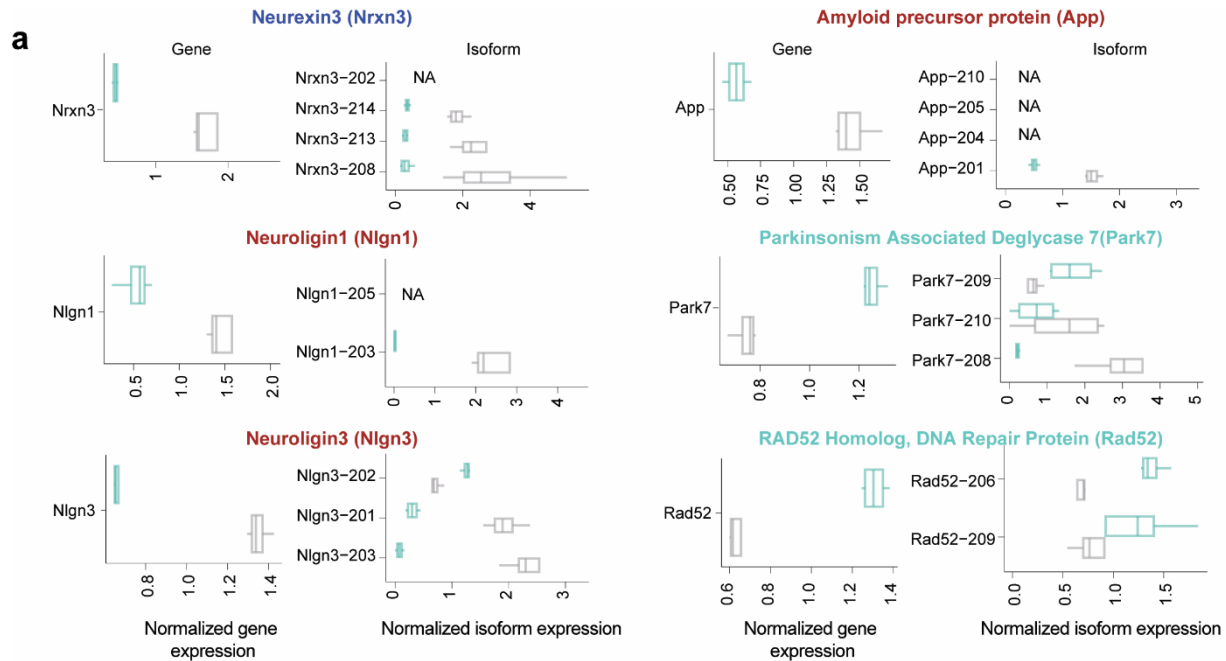 a
Neurexin3 (Nrxn3)
Gene
Isoform
Nrxn3
1
2
Nrxn3−202
NA
Nrxn3−214
Nrxn3−213
Nrxn3−208
0
2
4
Amyloid precursor protein (App)
Gene
Isoform
App
0.50
0.75
1.00
1.25
1.50
App−210
NA
App−205
NA
App−204
NA
App−201
0
1
2
3
Neuroligin1 (Nlgn1)
Nlgn1
0.5
1.0
1.5
2.0
Nlgn1−205
NA
Nlgn1−203
0
1
2
3
4
Parkinsonism Associated Deglycase 7(Park7)
Park7
0.8
1.0
1.2
Park7−209
Park7−210
Park7−208
0
1
2
3
4
5
Neuroligin3 (Nlgn3)
Nlgn3
0.8
1.0
1.2
1.4
Nlgn3−202
Nlgn3−201
Nlgn3−203
0
1
2
3
Normalized gene
expression
Normalized isoform expression
RAD52 Homolog, DNA Repair Protein (Rad52)
Rad52
0.6
0.8
1.0
1.2
1.4
Rad52−206
Rad52−209
0.0
0.5
1.0
1.5
Normalized gene
expression
Normalized isoform expression